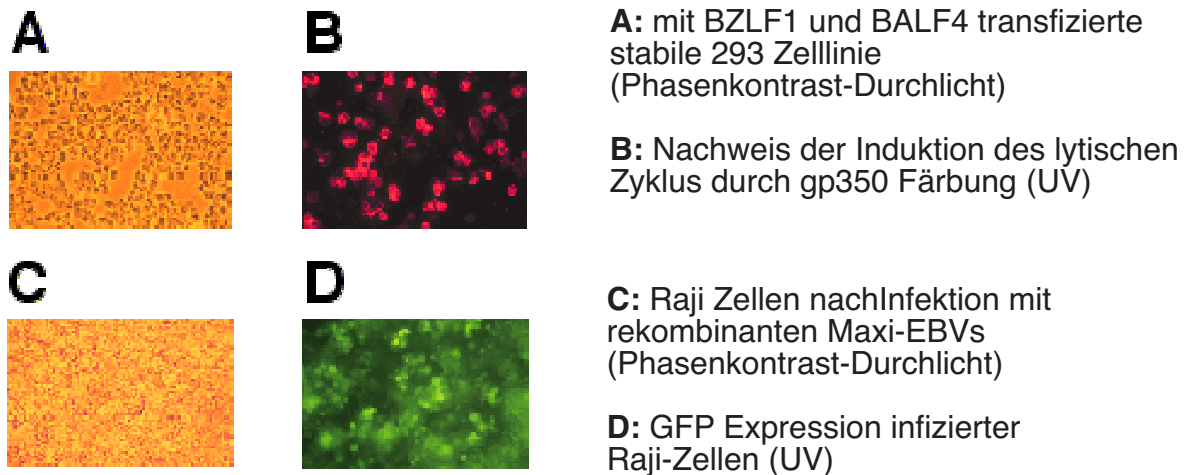 A
B
A: mit BZLF1 und BALF4 transfizierte
stabile 293 Zelllinie
(Phasenkontrast-Durchlicht)
B: Nachweis der Induktion des lytischen
Zyklus durch gp350 Färbung (UV)
C
D
C: Raji Zellen nachInfektion mit
rekombinanten Maxi-EBVs
(Phasenkontrast-Durchlicht)
D: GFP Expression infizierter
Raji-Zellen (UV)